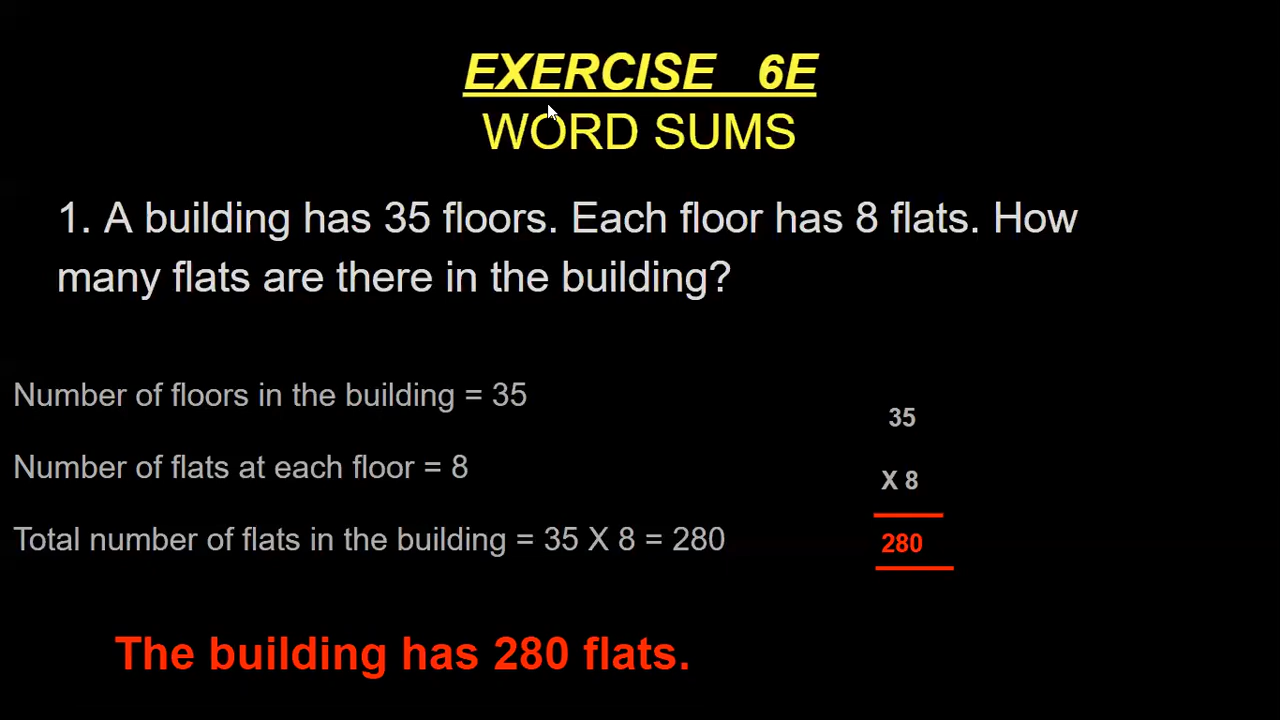 EXERCISE 6E
WORD SUMS
1. A building has 35 floors. Each floor has 8 flats. How
many flats are there in the building?
Number of floors in the building = 35
Number of flats at each floor = 8
Total number of flats in the building = 35 X 8 = 280
35
X 8
280
The building has 280 flats.